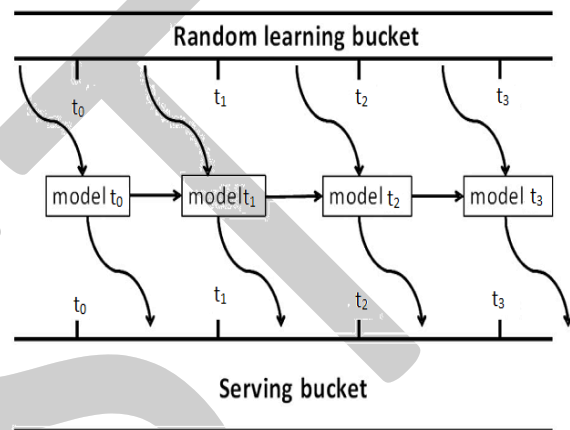 Random learning bucket
t₀ t₁ t₂ t₃
model t₀ model t₁ model t₂ model t₃
t₀ t₁ t₂ t₃
Serving bucket